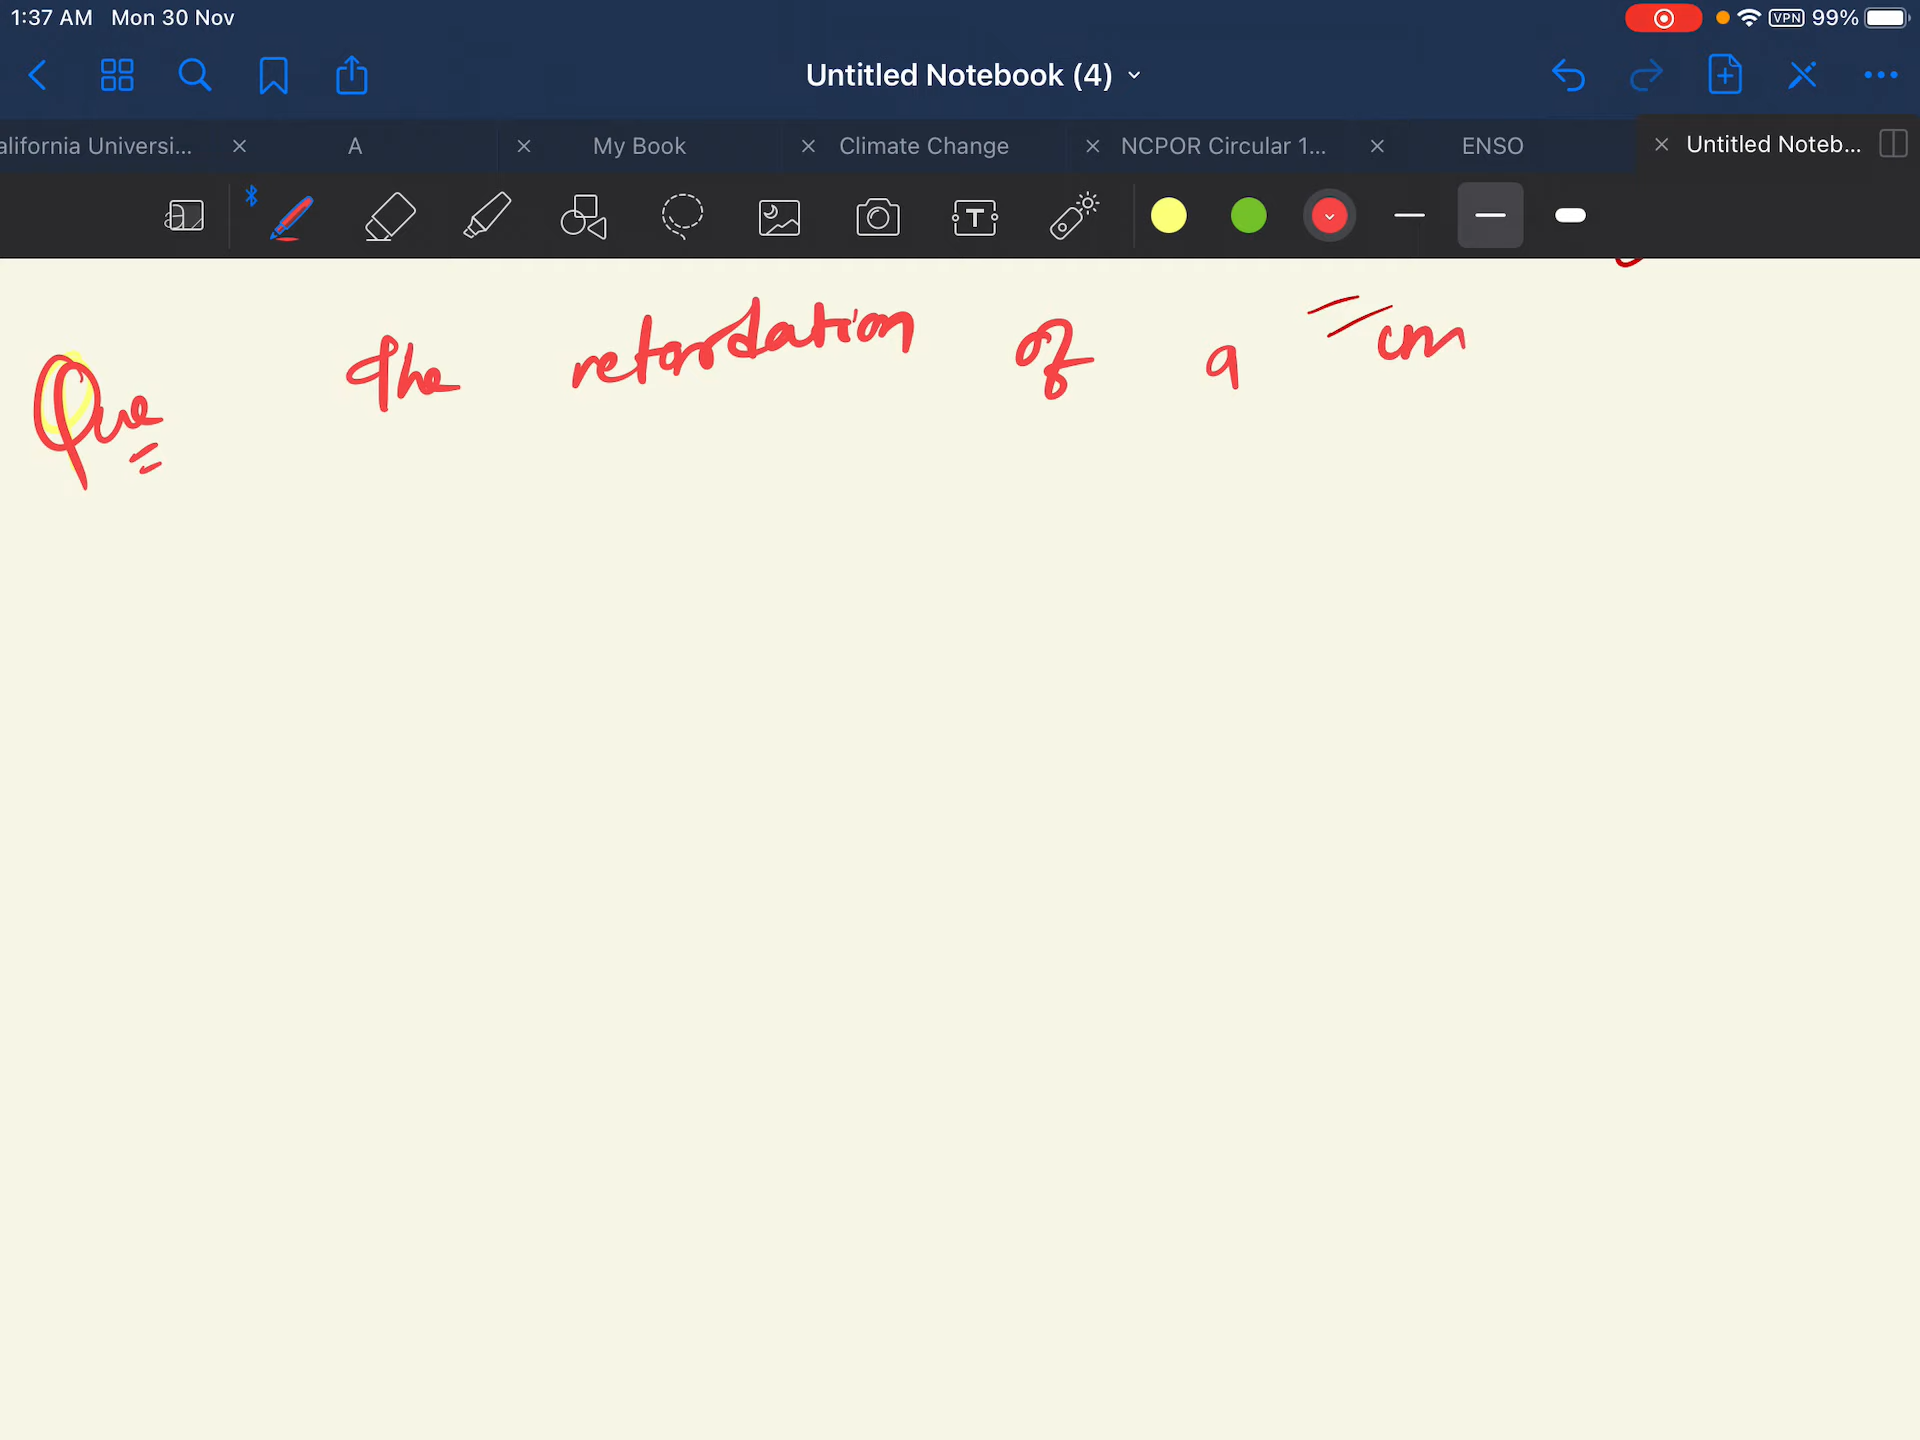 1:37 AM Mon 30 Nov VPN 99%
Untitled Notebook (4)
alifornia Universi... A My Book Climate Change NCPOR Circular 1... ENSO Untitled Noteb...
Que The retardation of a cm